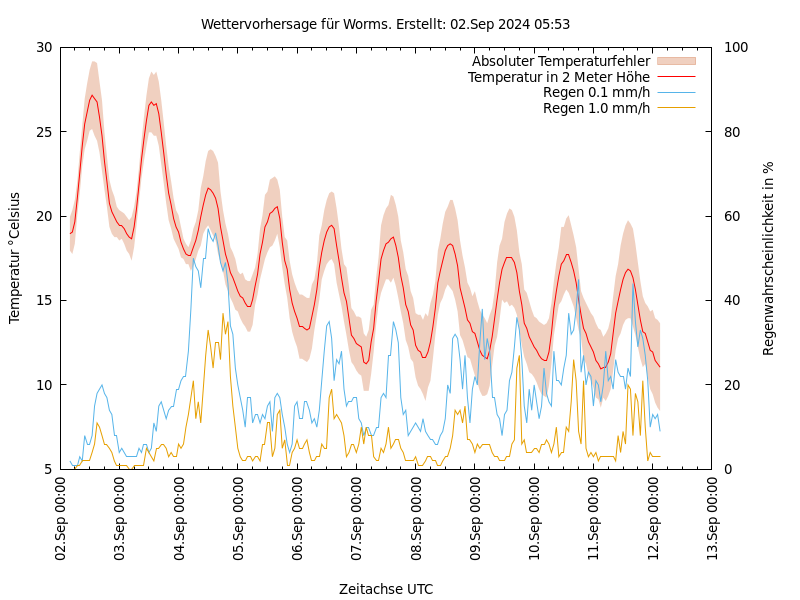 Wettervorhersage für Worms. Erstellt: 02.Sep 2024 05:53
Absoluter Temperaturfehler
Temperatur in 2 Meter Höhe
Regen 0.1 mm/h
Regen 1.0 mm/h
Temperatur °Celsius
30
25
20
15
10
5
Regenwahrscheinlichkeit in %
100
80
60
40
20
0
02.Sep 00:00
03.Sep 00:00
04.Sep 00:00
05.Sep 00:00
06.Sep 00:00
07.Sep 00:00
08.Sep 00:00
09.Sep 00:00
10.Sep 00:00
11.Sep 00:00
12.Sep 00:00
13.Sep 00:00
Zeitachse UTC